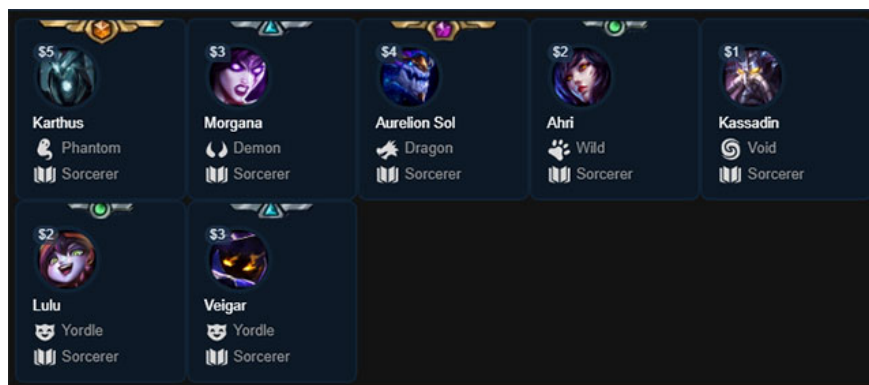 $5
Karthus
Phantom
Sorcerer
$3
Morgana
Demon
Sorcerer
$4
Aurelion Sol
Dragon
Sorcerer
$2
Ahri
Wild
Sorcerer
$1
Kassadin
Void
Sorcerer
$2
Lulu
Yordle
Sorcerer
$3
Veigar
Yordle
Sorcerer